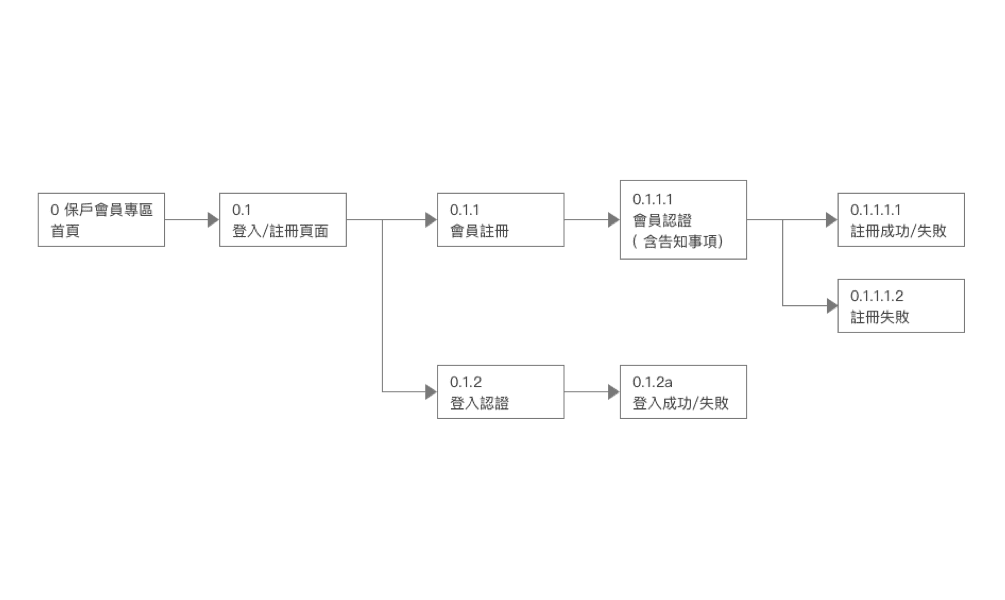 0 保戶會員專區
首頁
0.1
登入/註冊頁面
0.1.1
會員註冊
0.1.1.1
會員認證
( 含告知事項)
0.1.1.1.1
註冊成功/失敗
0.1.1.1.2
註冊失敗
0.1.2
登入認證
0.1.2a
登入成功/失敗